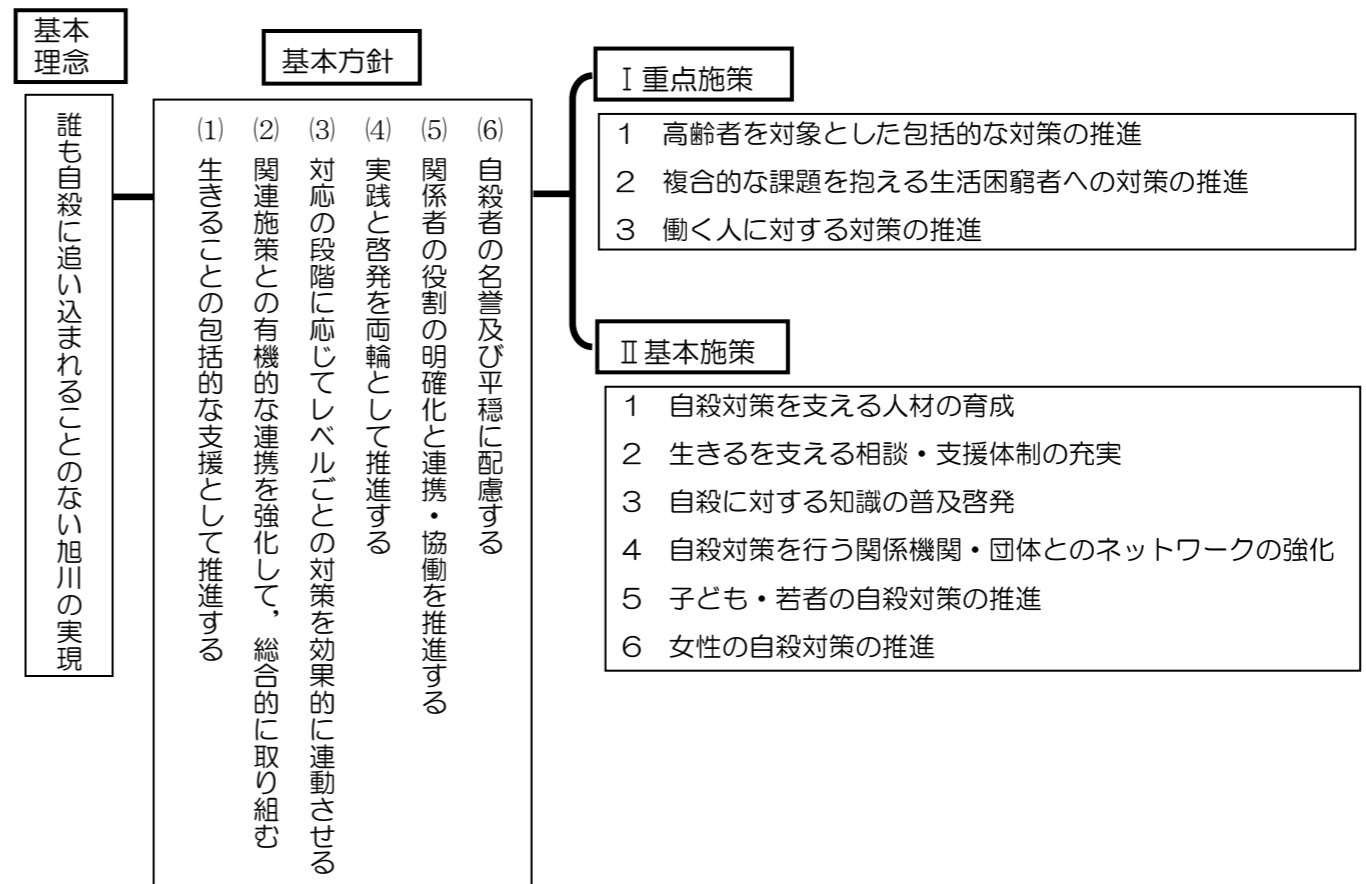 基本
理念
誰も自殺に追い込まれることのない旭川の実現
基本方針
⑴ 生きることの包括的な支援として推進する
⑵ 関連施策との有機的な連携を強化して，総合的に取り組む
⑶ 対応の段階に応じてレベルごとの対策を効果的に連動させる
⑷ 実践と啓発を両輪として推進する
⑸ 関係者の役割の明確化と連携・協働を推進する
⑹ 自殺者の名誉及び平穏に配慮する
Ⅰ重点施策
１　高齢者を対象とした包括的な対策の推進
２　複合的な課題を抱える生活困窮者への対策の推進
３　働く人に対する対策の推進
Ⅱ基本施策
１　自殺対策を支える人材の育成
２　生きるを支える相談・支援体制の充実
３　自殺に対する知識の普及啓発
４　自殺対策を行う関係機関・団体とのネットワークの強化
５　子ども・若者の自殺対策の推進
６　女性の自殺対策の推進